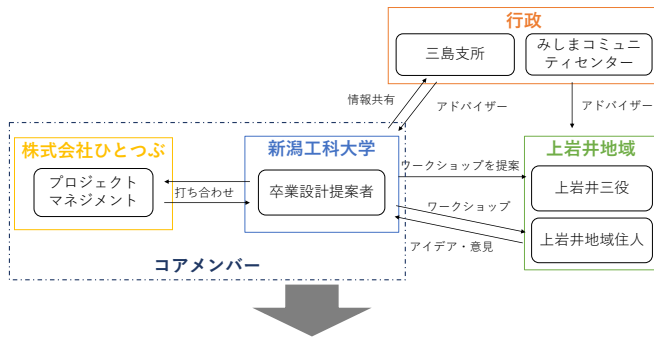 行政
三島支所
みしまコミュニ
ティセンター
情報共有
アドバイザー
アドバイザー
株式会社ひとつぶ
プロジェクト
マネジメント
打ち合わせ
新潟工科大学
卒業設計提案者
ワークショップを提案
ワークショップ
アイデア・意見
上岩井地域
上岩井三役
上岩井地域住人
コアメンバー